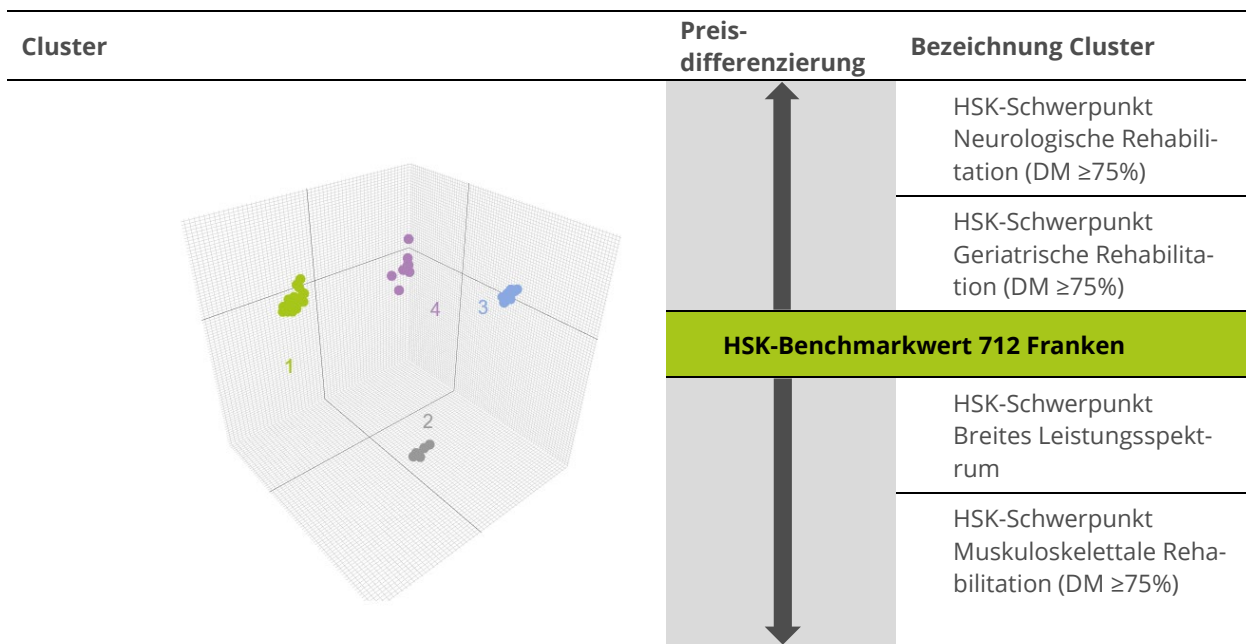 Cluster
Preis-
differenzierung
Bezeichnung Cluster
HSK-Schwerpunkt
Neurologische Rehabili-
tation (DM ≥75%)
HSK-Schwerpunkt
Geriatrische Rehabilita-
tion (DM ≥75%)
4
3
1
2
HSK-Benchmarkwert 712 Franken
HSK-Schwerpunkt
Breites Leistungsspekt-
rum
HSK-Schwerpunkt
Muskuloskelettale Reha-
bilitation (DM ≥75%)